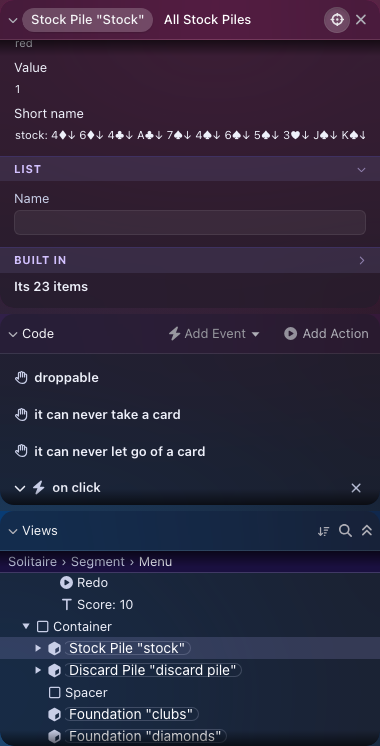 Stock Pile "Stock" All Stock Piles
red
Value
1
Short name
stock: 4♦↓ 6♦↓ 4♣↓ A♣↓ 7♠↓ 4♠↓ 6♠↓ 5♠↓ 3♥↓ J♠↓ K♠↓
LIST
Name
BUILT IN
Its 23 items
Code Add Event Add Action
droppable
it can never take a card
it can never let go of a card
on click
Views
Solitaire › Segment › Menu
Redo
Score: 10
Container
Stock Pile "stock"
Discard Pile "discard pile"
Spacer
Foundation "clubs"
Foundation "diamonds"